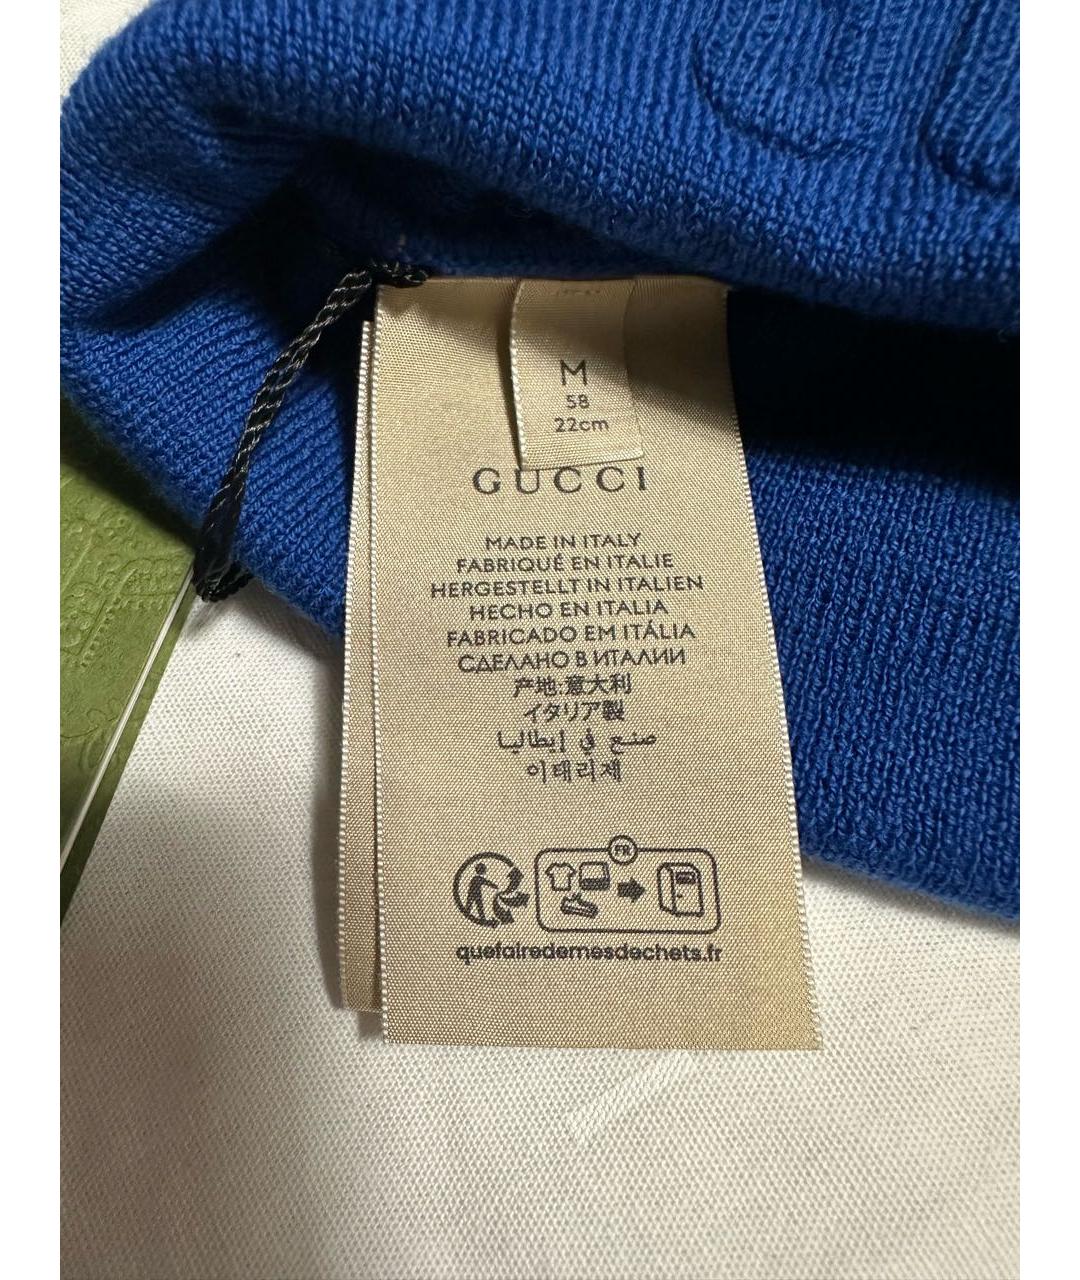 M
58
22cm
GUCCI
MADE IN ITALY
FABRIQUÉ EN ITALIE
HERGESTELLT IN ITALIEN
HECHO EN ITALIA
FABRICADO EM ITÁLIA
СДЕЛАНО В ИТАЛИИ
产地:意大利
イタリア製
صنع في إيطاليا
이태리제
FR
quefairedemesdechets.fr